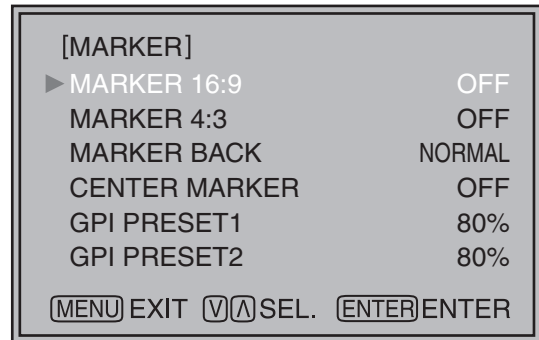 [MARKER]
MARKER 16:9 OFF
MARKER 4:3 OFF
MARKER BACK NORMAL
CENTER MARKER OFF
GPI PRESET1 80%
GPI PRESET2 80%
MENU EXIT V Λ SEL. ENTER ENTER